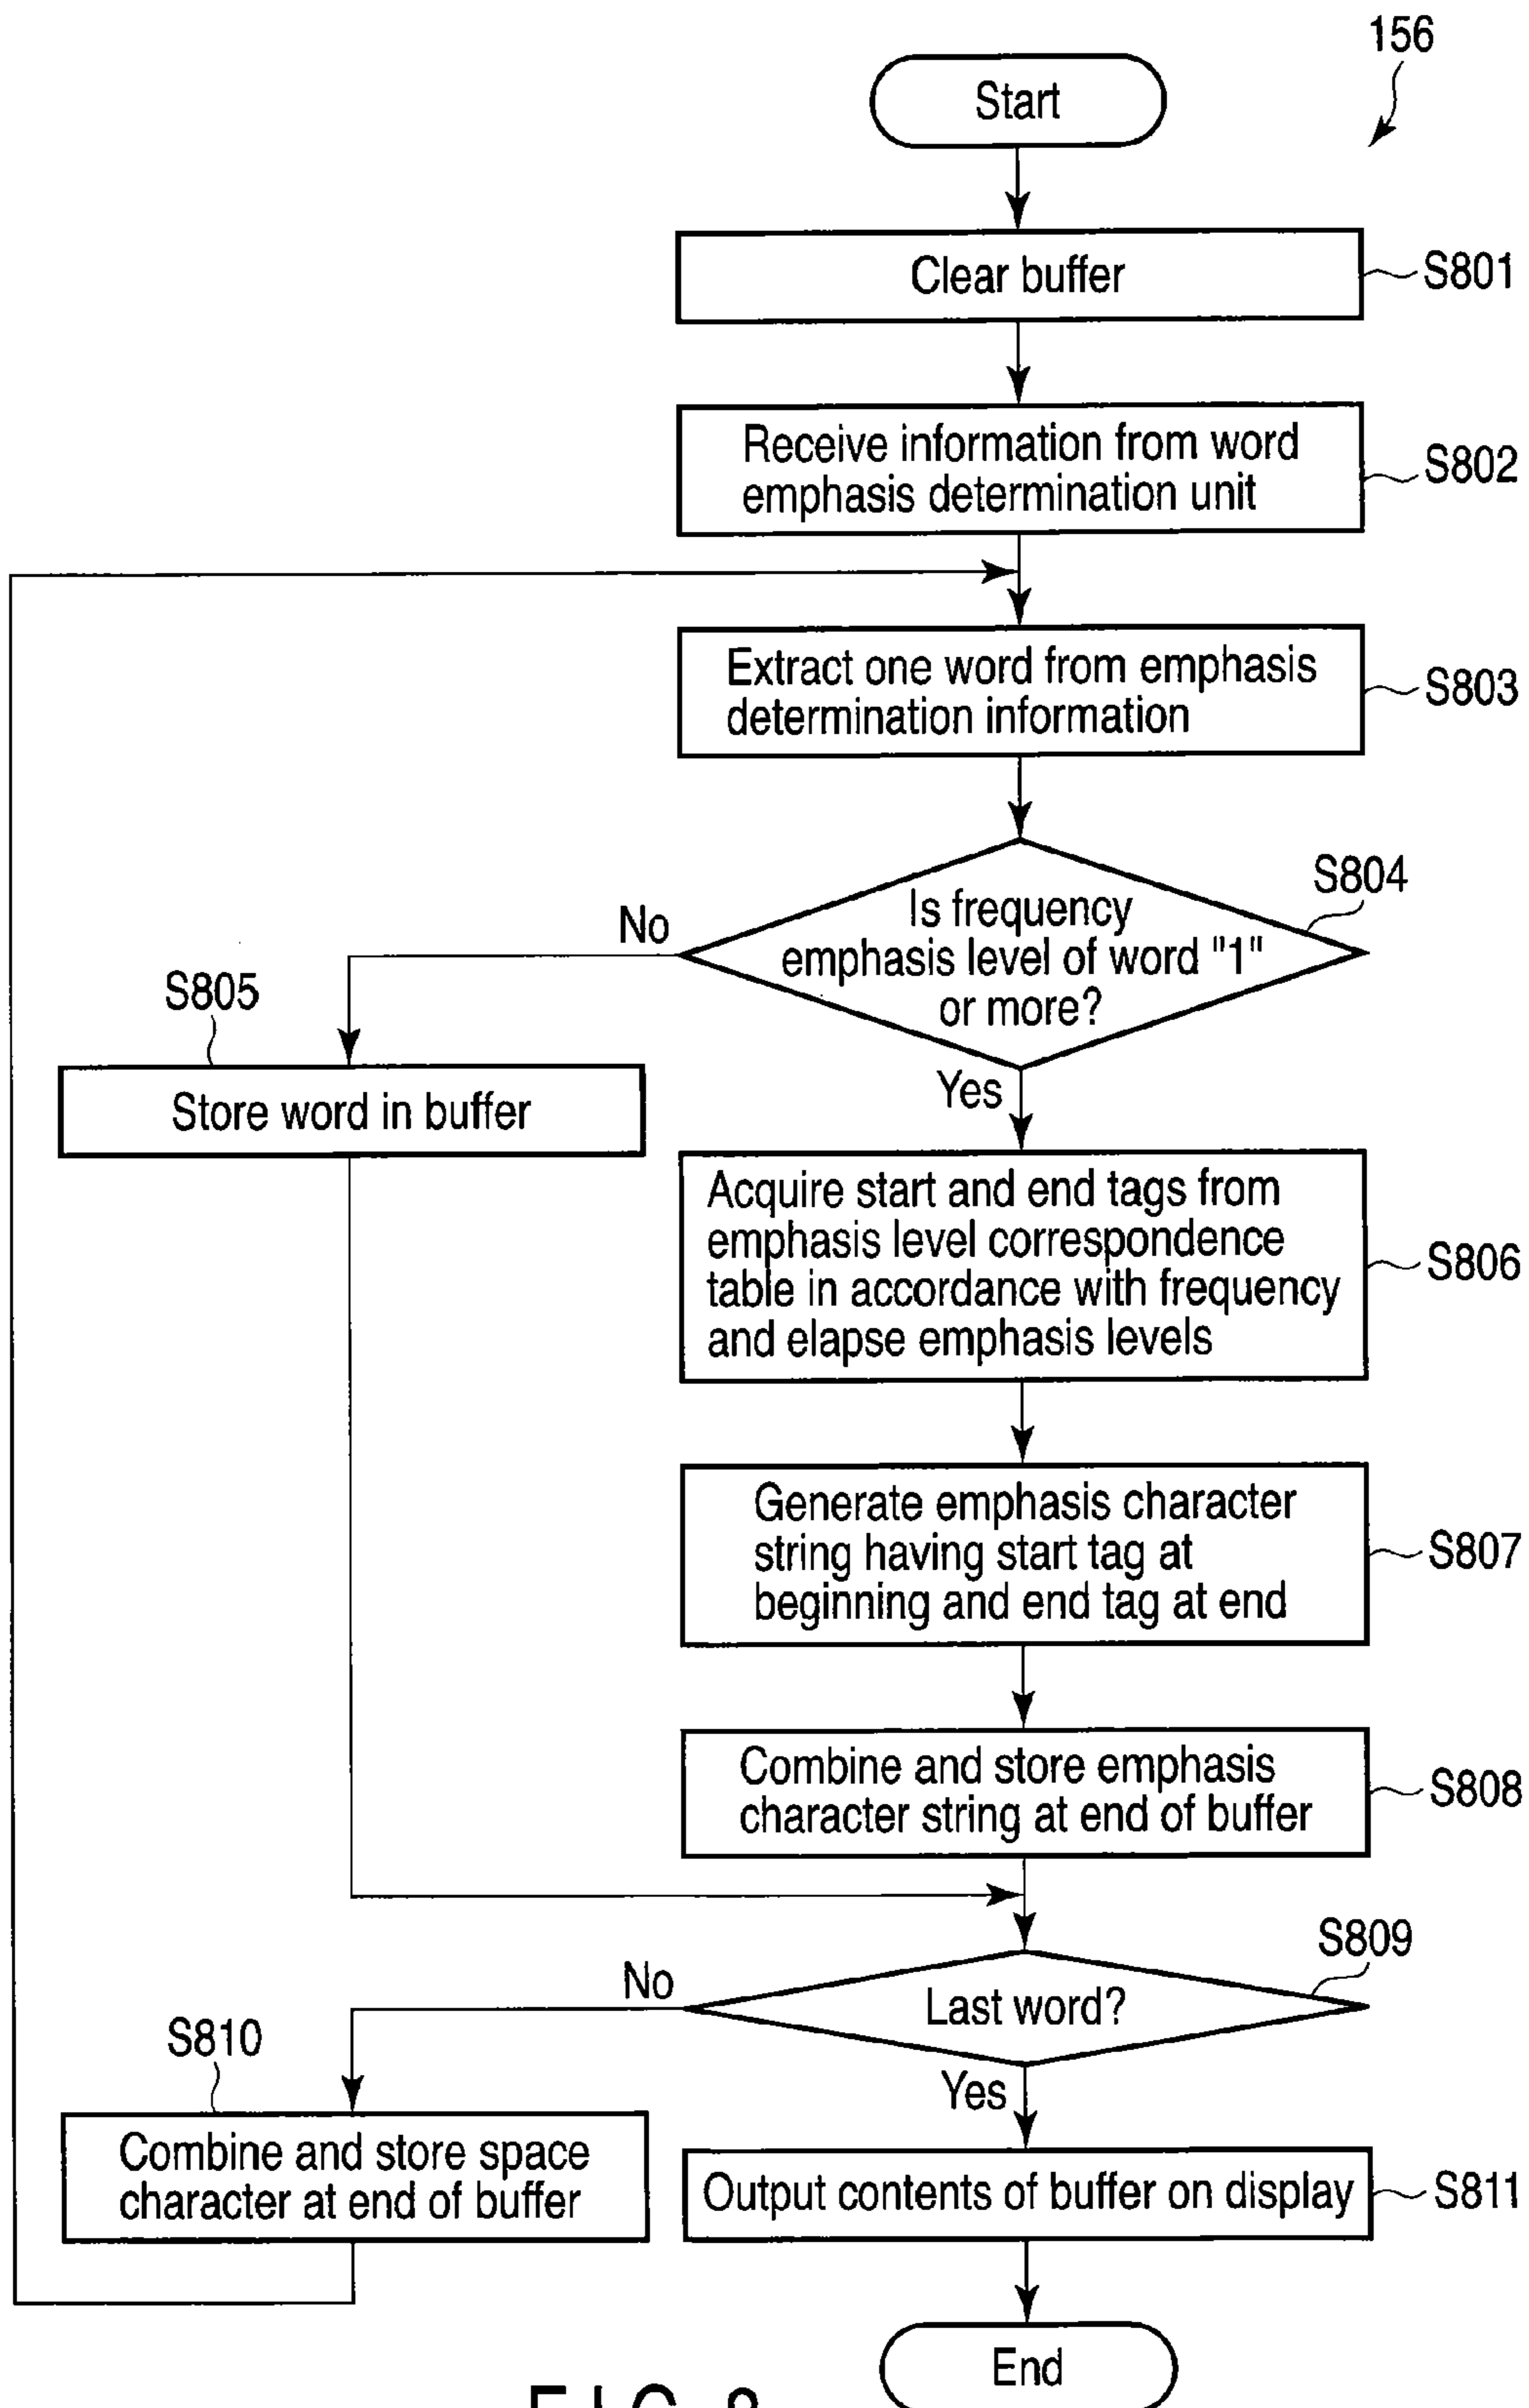 156
Start
Clear buffer
S801
Receive information from word
emphasis determination unit
S802
Extract one word from emphasis
determination information
S803
S804
Is frequency
emphasis level of word "1"
or more?
No
Yes
S805
Store word in buffer
Acquire start and end tags from
emphasis level correspondence
table in accordance with frequency
and elapse emphasis levels
S806
Generate emphasis character
string having start tag at
beginning and end tag at end
S807
Combine and store emphasis
character string at end of buffer
S808
S809
Last word?
No
Yes
S810
Combine and store space
character at end of buffer
Output contents of buffer on display
S811
End